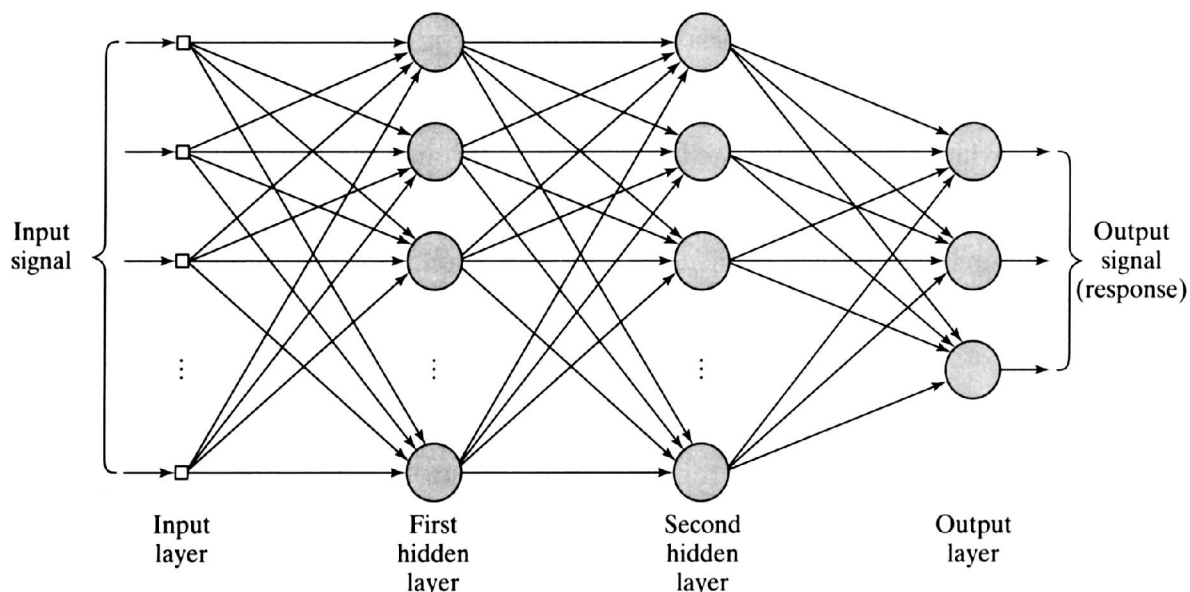 Input
signal
Output
signal
(response)
Input
layer
First
hidden
layer
Second
hidden
layer
Output
layer